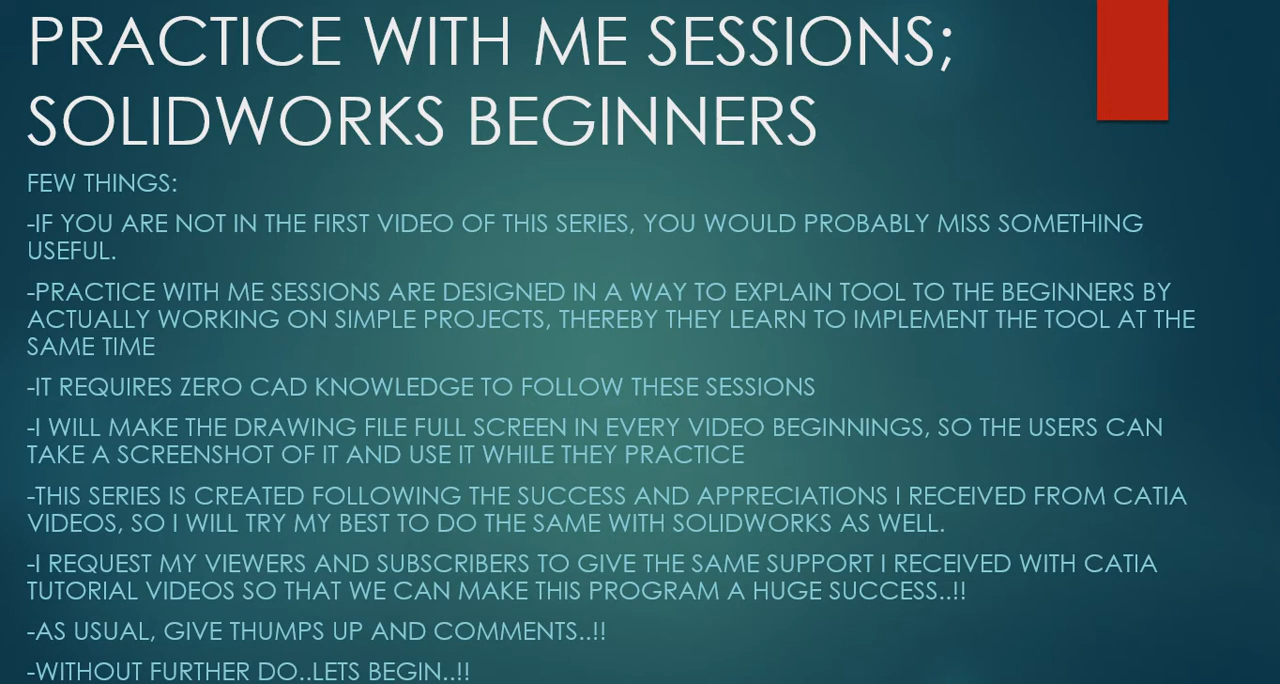 PRACTICE WITH ME SESSIONS;
SOLIDWORKS BEGINNERS
FEW THINGS:
-IF YOU ARE NOT IN THE FIRST VIDEO OF THIS SERIES, YOU WOULD PROBABLY MISS SOMETHING
USEFUL.
-PRACTICE WITH ME SESSIONS ARE DESIGNED IN A WAY TO EXPLAIN TOOL TO THE BEGINNERS BY
ACTUALLY WORKING ON SIMPLE PROJECTS, THEREBY THEY LEARN TO IMPLEMENT THE TOOL AT THE
SAME TIME
-IT REQUIRES ZERO CAD KNOWLEDGE TO FOLLOW THESE SESSIONS
-I WILL MAKE THE DRAWING FILE FULL SCREEN IN EVERY VIDEO BEGINNINGS, SO THE USERS CAN
TAKE A SCREENSHOT OF IT AND USE IT WHILE THEY PRACTICE
-THIS SERIES IS CREATED FOLLOWING THE SUCCESS AND APPRECIATIONS I RECEIVED FROM CATIA
VIDEOS, SO I WILL TRY MY BEST TO DO THE SAME WITH SOLIDWORKS AS WELL.
-I REQUEST MY VIEWERS AND SUBSCRIBERS TO GIVE THE SAME SUPPORT I RECEIVED WITH CATIA
TUTORIAL VIDEOS SO THAT WE CAN MAKE THIS PROGRAM A HUGE SUCCESS..!!
-AS USUAL, GIVE THUMPS UP AND COMMENTS..!!
-WITHOUT FURTHER DO..LETS BEGIN..!!